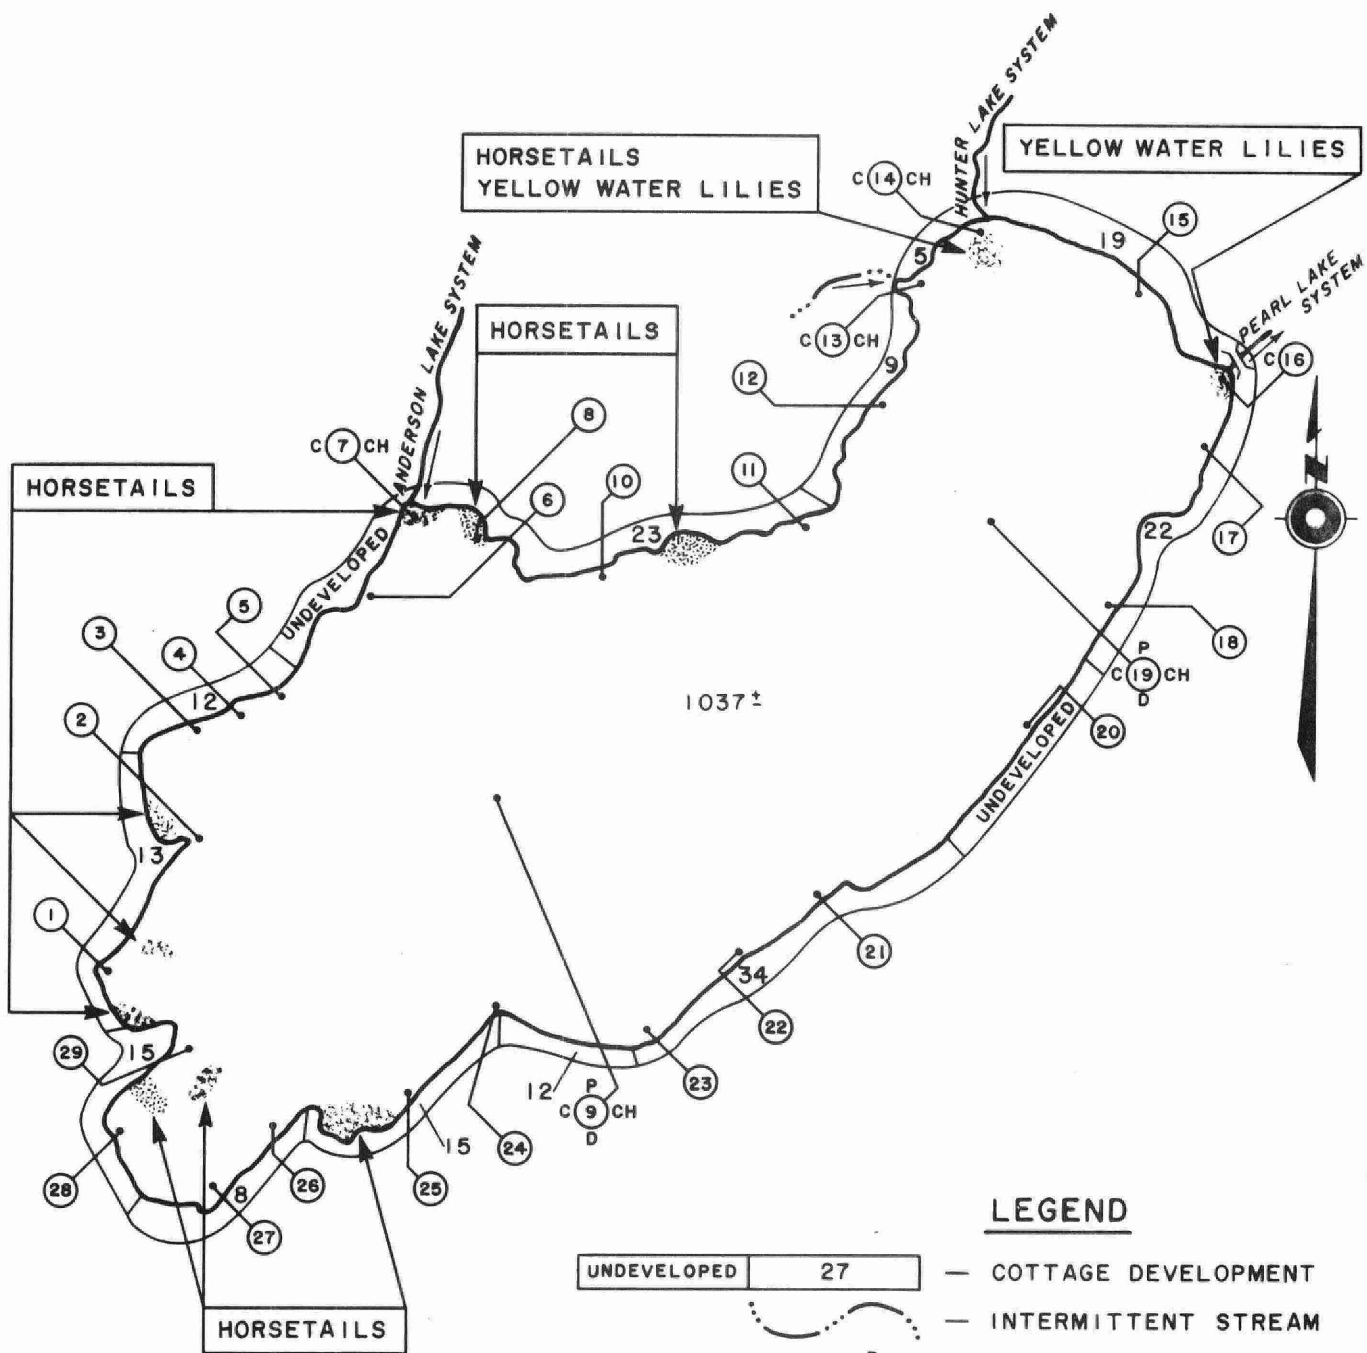 HUNTER LAKE SYSTEM
HORSETAILS
YELLOW WATER LILIES
YELLOW WATER LILIES
C 14 CH
19
15
5
PEARL LAKE
SYSTEM
ANDERSON LAKE SYSTEM
HORSETAILS
C 13 CH
C 16
9
12
8
C 7 CH
HORSETAILS
10
11
6
23
22
17
N
UNDEVELOPED
5
3
4
18
P
C 19 CH
D
12
1037±
2
20
UNDEVELOPED
13
1
21
34
22
15
29
12
P
C 9 CH
D
23
15
24
28
8
26
25
27
LEGEND
UNDEVELOPED 27 — COTTAGE DEVELOPMENT
— INTERMITTENT STREAM
HORSETAILS